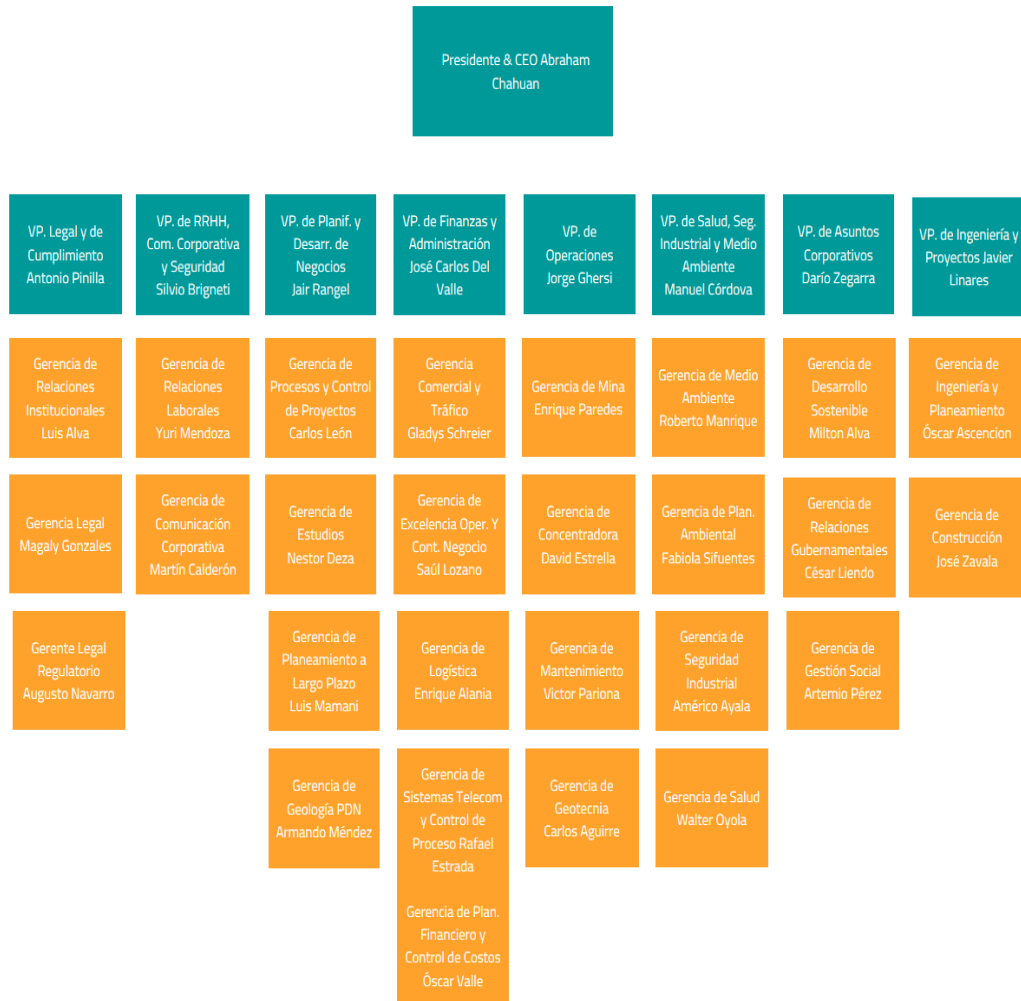 Presidente & CEO Abraham
Chahuan
VP. Legal y de
Cumplimiento
Antonio Pinilla
VP. de RRHH,
Com. Corporativa
y Seguridad
Silvio Brigneti
VP. de Planif. y
Desarr. de
Negocios
Jair Rangel
VP. de Finanzas y
Administración
José Carlos Del
Valle
VP. de
Operaciones
Jorge Ghersi
VP. de Salud, Seg.
Industrial y Medio
Ambiente
Manuel Córdova
VP. de Asuntos
Corporativos
Darío Zegarra
VP. de Ingeniería y
Proyectos Javier
Linares
Gerencia de
Relaciones
Institucionales
Luis Alva
Gerencia de
Relaciones
Laborales
Yuri Mendoza
Gerencia de
Procesos y Control
de Proyectos
Carlos León
Gerencia
Comercial y
Tráfico
Gladys Schreier
Gerencia de Mina
Enrique Paredes
Gerencia de Medio
Ambiente
Roberto Manrique
Gerencia de
Desarrollo
Sostenible
Milton Alva
Gerencia de
Ingeniería y
Planeamiento
Óscar Ascencion
Gerencia Legal
Magaly Gonzales
Gerencia de
Comunicación
Corporativa
Martín Calderón
Gerencia de
Estudios
Nestor Deza
Gerencia de
Excelencia Oper. Y
Cont. Negocio
Saúl Lozano
Gerencia de
Concentradora
David Estrella
Gerencia de Plan.
Ambiental
Fabiola Sifuentes
Gerencia de
Relaciones
Gubernamentales
César Liendo
Gerencia de
Construcción
José Zavala
Gerente Legal
Regulatorio
Augusto Navarro
Gerencia de
Planeamiento a
Largo Plazo
Luis Mamani
Gerencia de
Logística
Enrique Alania
Gerencia de
Mantenimiento
Victor Pariona
Gerencia de
Seguridad
Industrial
Américo Ayala
Gerencia de
Gestión Social
Artemio Pérez
Gerencia de
Geología PDN
Armando Méndez
Gerencia de
Sistemas Telecom
y Control de
Proceso Rafael
Estrada
Gerencia de
Geotecnia
Carlos Aguirre
Gerencia de Salud
Walter Oyola
Gerencia de Plan.
Financiero y
Control de Costos
Óscar Valle